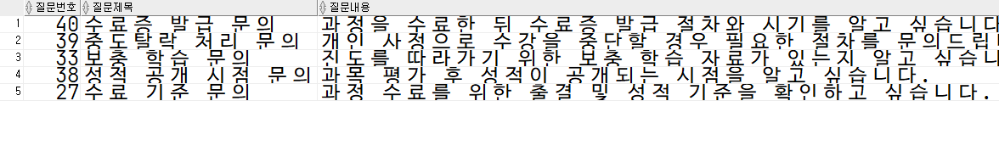 질문번호 질문제목 질문내용
1 40 수료증 발급 문의 과정을 수료한 뒤 수료증 발급 절차와 시기를 알고 싶습니다
2 39 중도탈락 처리 문의 개인 사정으로 수강을 중단할 경우 필요한 절차를 문의드립
3 33 보충 학습 문의 진도를 따라가기 위한 보충 학습 자료가 있는지 알고 싶습니
4 38 성적 공개 시점 문의 과목 평가 후 성적이 공개되는 시점을 알고 싶습니다.
5 27 수료 기준 문의 과정 수료를 위한 출결 및 성적 기준을 확인하고 싶습니다.